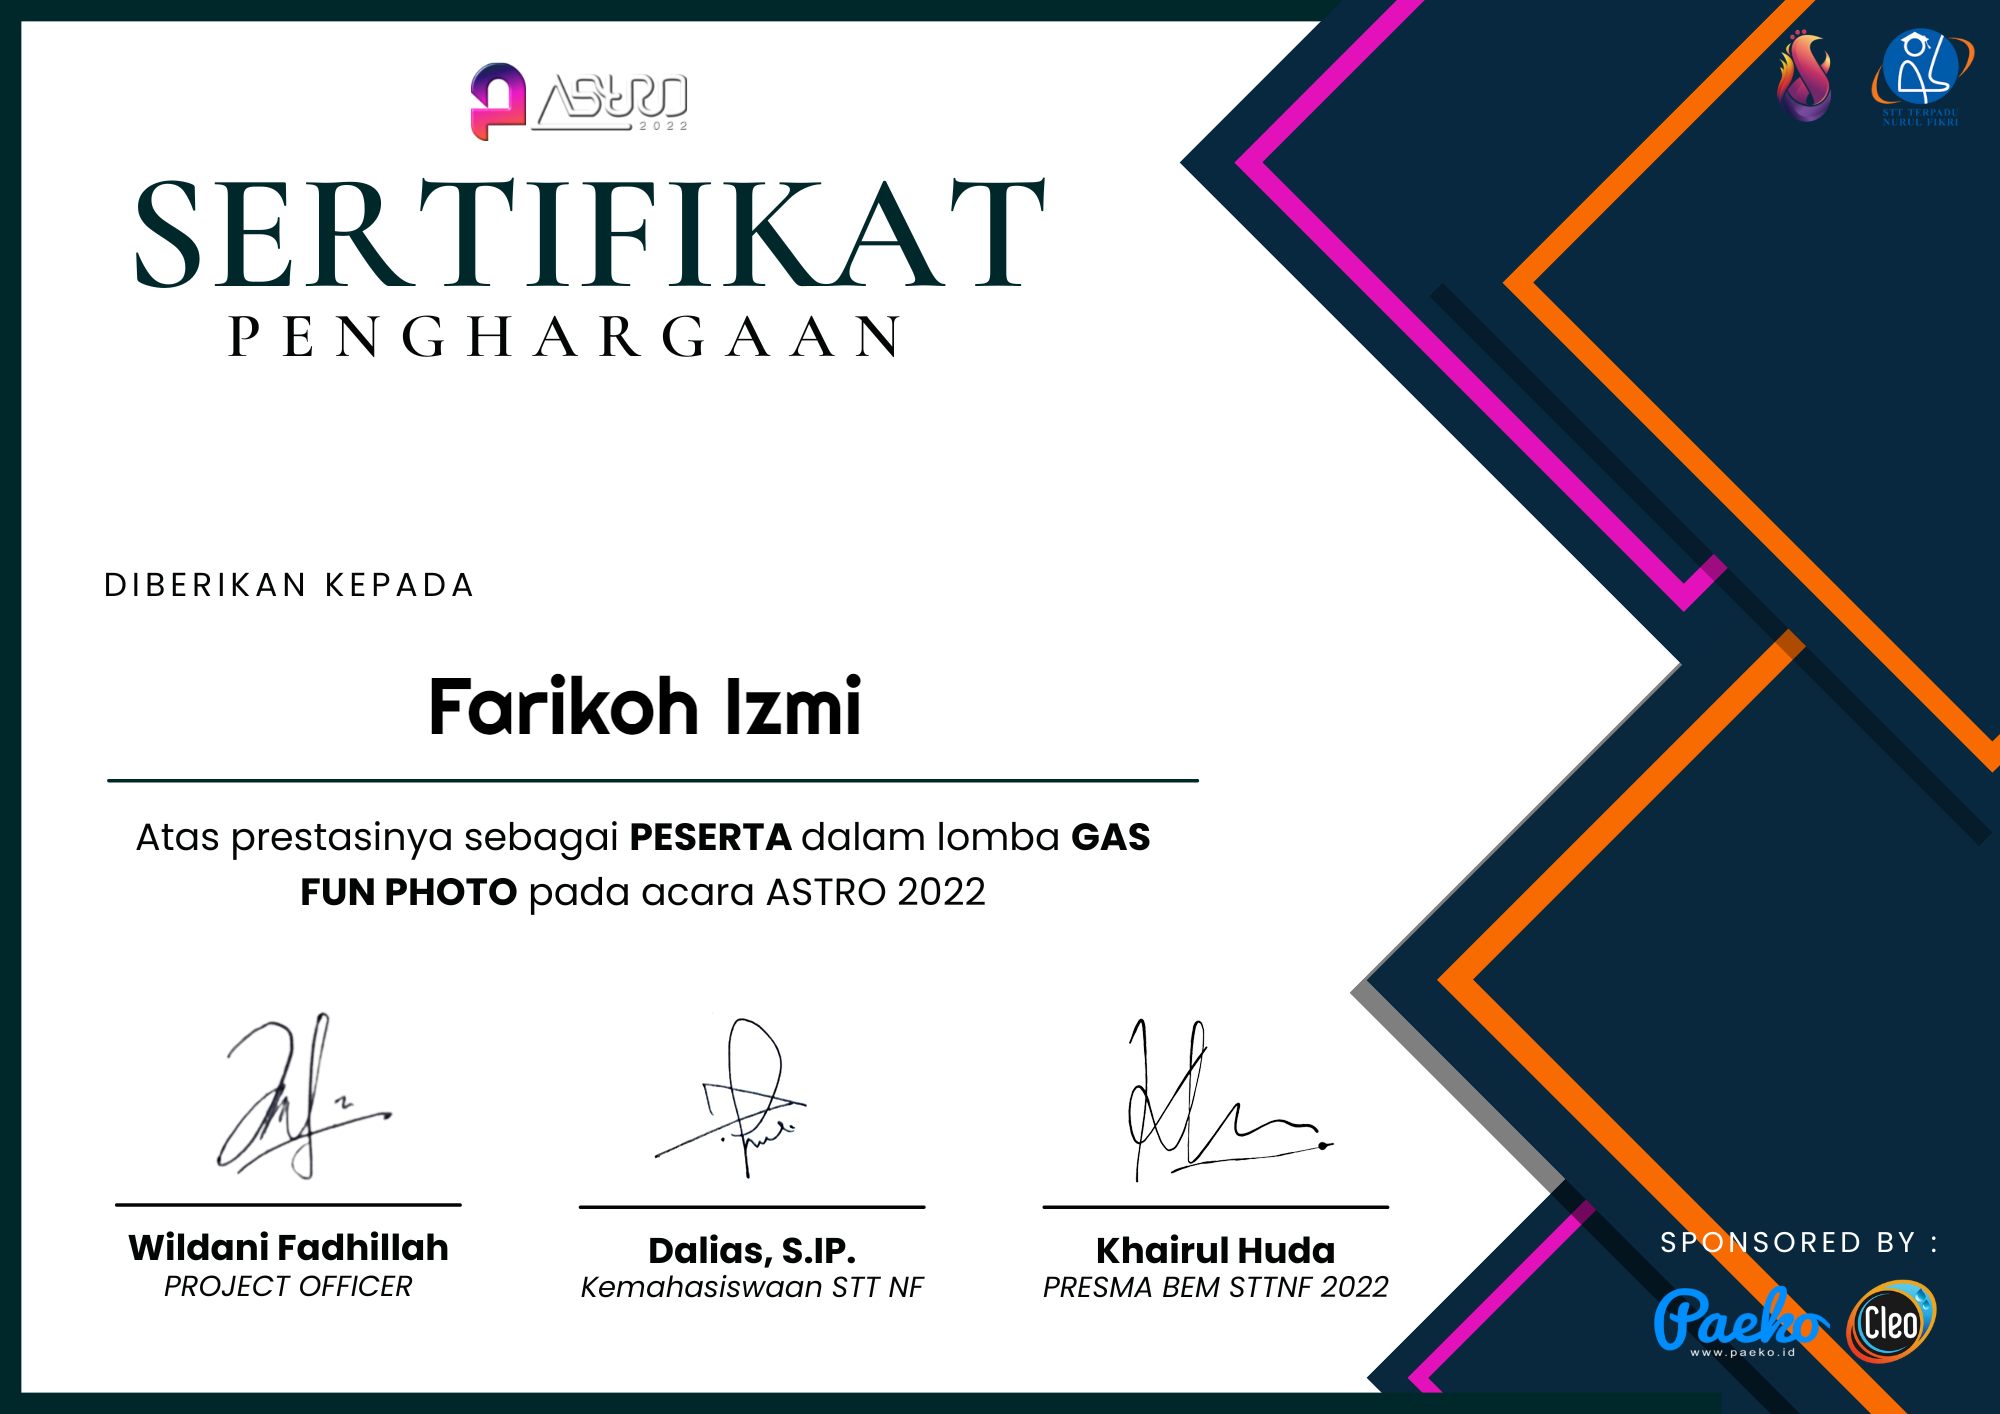 ASTRO
2022
STT TERPADU
NURUL FIKRI
SERTIFIKAT
PENGHARGAAN
DIBERIKAN KEPADA
Farikoh Izmi
Atas prestasinya sebagai PESERTA dalam lomba GAS
FUN PHOTO pada acara ASTRO 2022
Wildani Fadhillah
PROJECT OFFICER
Dalias, S.IP.
Kemahasiswaan STT NF
Khairul Huda
PRESMA BEM STTNF 2022
SPONSORED BY :
Paeko
www.paeko.id
Cleo